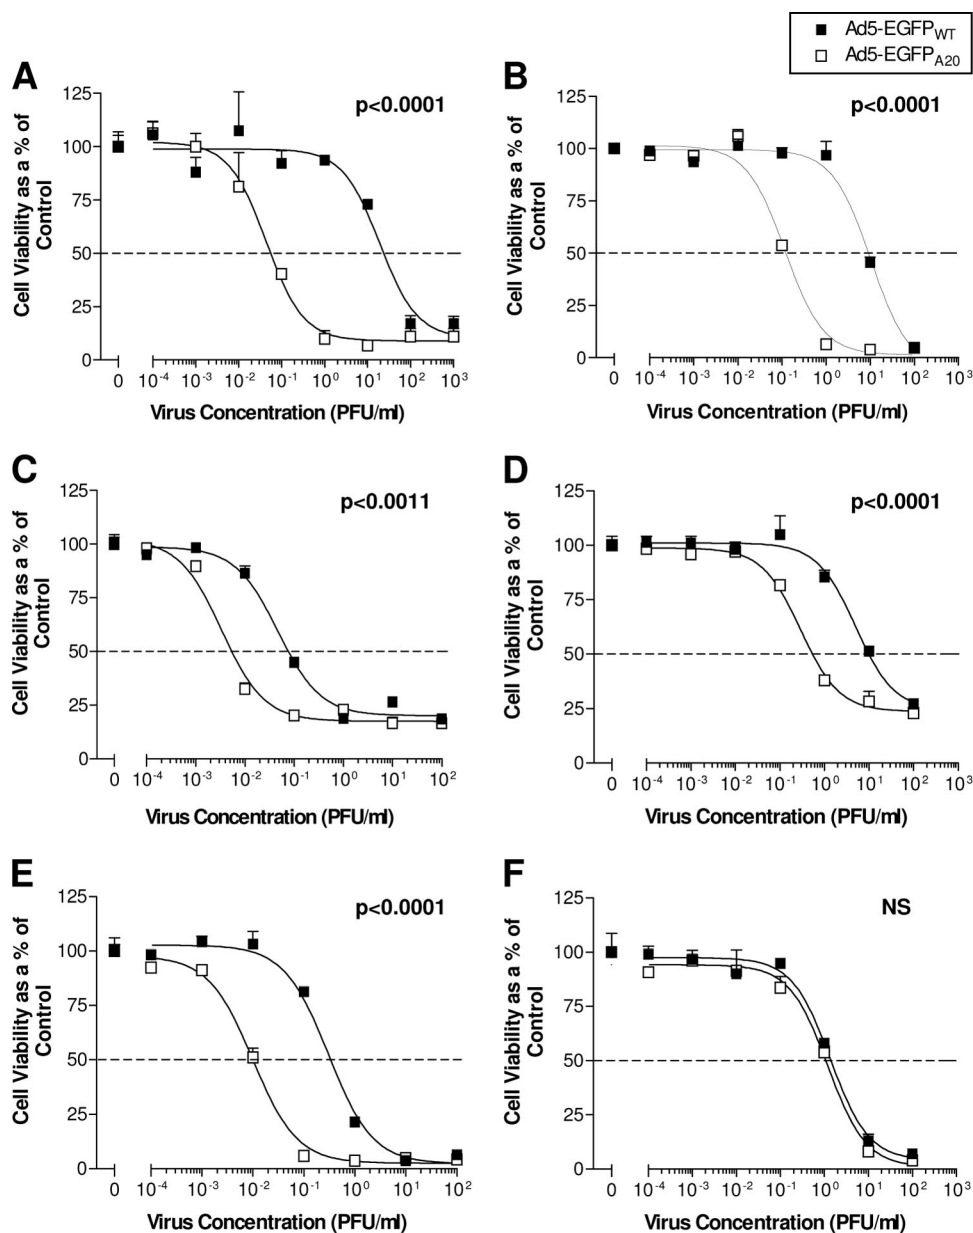 Ad5-EGFPWT
Ad5-EGFPA20
A
p<0.0001
Cell Viability as a % of
Control
125
100
75
50
25
0
0 10-4 10-3 10-2 10-1 100 101 102 103
Virus Concentration (PFU/ml)
B
p<0.0001
Cell Viability as a % of
Control
125
100
75
50
25
0
0 10-4 10-3 10-2 10-1 100 101 102 103
Virus Concentration (PFU/ml)
C
p<0.0011
Cell Viability as a % of
Control
125
100
75
50
25
0
0 10-4 10-3 10-2 10-1 100 101 102
Virus Concentration (PFU/ml)
D
p<0.0001
Cell Viability as a % of
Control
125
100
75
50
25
0
0 10-4 10-3 10-2 10-1 100 101 102 103
Virus Concentration (PFU/ml)
E
p<0.0001
Cell Viability as a % of
Control
125
100
75
50
25
0
0 10-4 10-3 10-2 10-1 100 101 102
Virus Concentration (PFU/ml)
F
NS
Cell Viability as a % of
Control
125
100
75
50
25
0
0 10-4 10-3 10-2 10-1 100 101 102 103
Virus Concentration (PFU/ml)